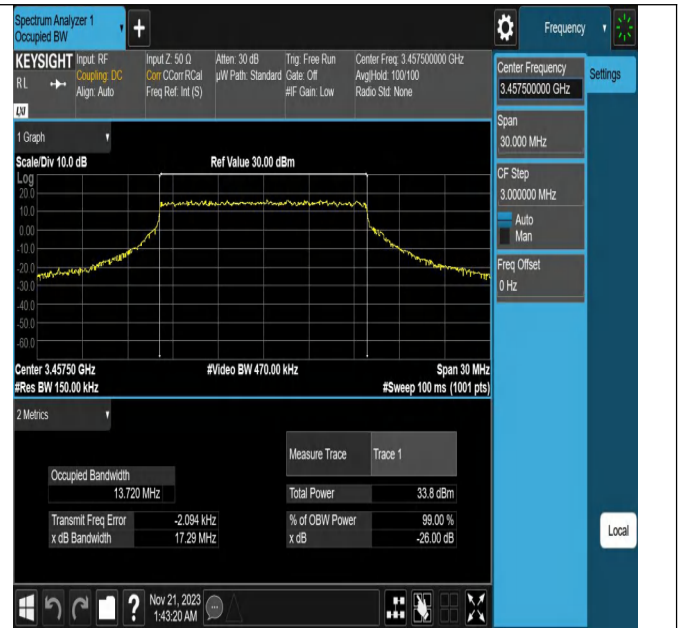 Spectrum Analyzer 1
Occupied BW
+
Frequency
KEYSIGHT
Input: RF
Coupling: DC
Align: Auto
RL
LXI
Input Z: 50 Ω
Corr CCorr RCal
Freq Ref: Int (S)
Atten: 30 dB
µW Path: Standard
Trig: Free Run
Gate: Off
#IF Gain: Low
Center Freq: 3.457500000 GHz
Avg|Hold: 100/100
Radio Std: None
Center Frequency
3.457500000 GHz
Settings
Span
30.000 MHz
CF Step
3.000000 MHz
Auto
Man
Freq Offset
0 Hz
1 Graph
Scale/Div 10.0 dB
Ref Value 30.00 dBm
Log
20.0
10.0
0.00
-10.0
-20.0
-30.0
-40.0
-50.0
-60.0
Center 3.45750 GHz
#Video BW 470.00 kHz
Span 30 MHz
#Res BW 150.00 kHz
#Sweep 100 ms (1001 pts)
2 Metrics
Measure Trace
Trace 1
Occupied Bandwidth
13.720 MHz
Total Power
33.8 dBm
Transmit Freq Error
-2.094 kHz
% of OBW Power
99.00 %
x dB Bandwidth
17.29 MHz
x dB
-26.00 dB
Local
?
Nov 21, 2023
1:43:20 AM